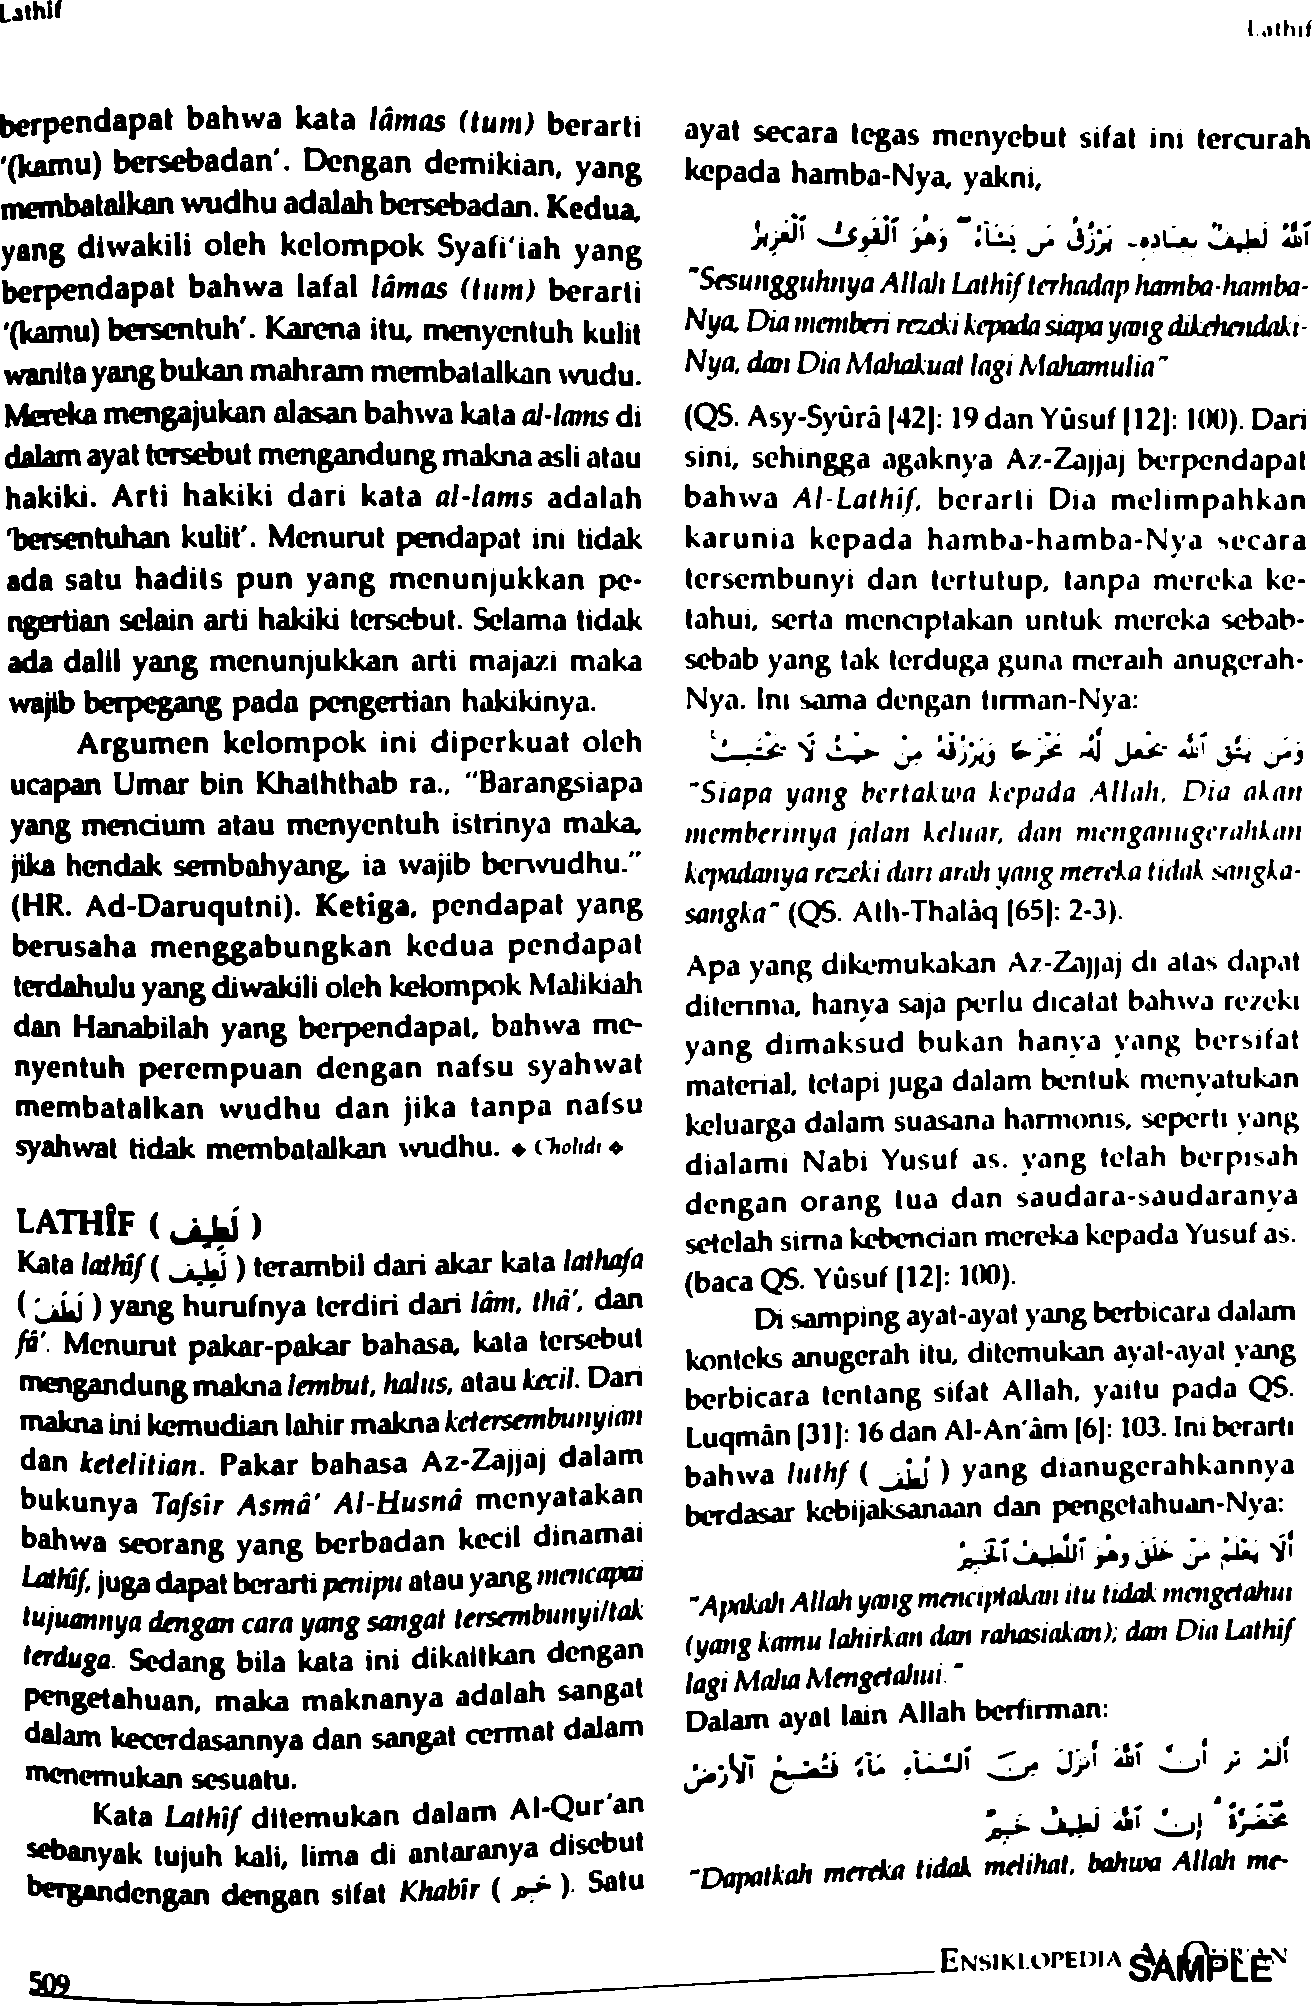 Lathif
Lathif
berpendapat bahwa kata lâmas (tum) berarti
'(kamu) bersebadan'. Dengan demikian, yang
membatalkan wudhu adalah bersebadan. Kedua,
yang diwakili oleh kelompok Syafi'iah yang
berpendapat bahwa lafal lâmas (tum) berarti
'(kamu) bersentuh'. Karena itu, menyentuh kulit
wanita yang bukan mahram membatalkan wudu.
Mereka mengajukan alasan bahwa kata al-lams di
dalam ayat tersebut mengandung makna asli atau
hakiki. Arti hakiki dari kata al-lams adalah
'bersentuhan kulit'. Menurut pendapat ini tidak
ada satu hadits pun yang menunjukkan pe-
ngertian selain arti hakiki tersebut. Selama tidak
ada dalil yang menunjukkan arti majazi maka
wajib berpegang pada pengertian hakikinya.
Argumen kelompok ini diperkuat oleh
ucapan Umar bin Khaththab ra., "Barangsiapa
yang mencium atau menyentuh istrinya maka,
jika hendak sembahyang, ia wajib berwudhu."
(HR. Ad-Daruqutni). Ketiga, pendapat yang
berusaha menggabungkan kedua pendapat
terdahulu yang diwakili oleh kelompok Malikiah
dan Hanabilah yang berpendapat, bahwa me-
nyentuh perempuan dengan nafsu syahwat
membatalkan wudhu dan jika tanpa nafsu
syahwat tidak membatalkan wudhu. ♦ Cholidi ♦
LATHÎF ( لَطِيف )
Kata lathîf ( لَطِيف ) terambil dari akar kata lathafa
( لَطَفَ ) yang hurufnya terdiri dari lâm, thâ', dan
fâ'. Menurut pakar-pakar bahasa, kata tersebut
mengandung makna lembut, halus, atau kecil. Dari
makna ini kemudian lahir makna ketersembunyian
dan ketelitian. Pakar bahasa Az-Zajjaj dalam
bukunya Tafsîr Asmâ' Al-Husnâ menyatakan
bahwa seorang yang berbadan kecil dinamai
Lathîf, juga dapat berarti penipu atau yang mencapai
tujuannya dengan cara yang sangat tersembunyi/tak
terduga. Sedang bila kata ini dikaitkan dengan
pengetahuan, maka maknanya adalah sangat
dalam kecerdasannya dan sangat cermat dalam
menemukan sesuatu.
Kata Lathîf ditemukan dalam Al-Qur'an
sebanyak tujuh kali, lima di antaranya disebut
bergandengan dengan sifat Khabîr ( خَبِير ). Satu
ayat secara tegas menyebut sifat ini tercurah
kepada hamba-Nya, yakni,
ٱللَّهُ لَطِيفٌۢ بِعِبَادِهِۦ يَرْزُقُ مَن يَشَآءُ ۖ وَهُوَ ٱلْقَوِىُّ ٱلْعَزِيزُ
"Sesungguhnya Allah Lathîf terhadap hamba-hamba-
Nya, Dia memberi rezeki kepada siapa yang dikehendaki-
Nya, dan Dia Mahakuat lagi Mahamulia"
(QS. Asy-Syûrâ [42]: 19 dan Yûsuf [12]: 100). Dari
sini, sehingga agaknya Az-Zajjaj berpendapat
bahwa Al-Lathîf, berarti Dia melimpahkan
karunia kepada hamba-hamba-Nya secara
tersembunyi dan tertutup, tanpa mereka ke-
tahui, serta menciptakan untuk mereka sebab-
sebab yang tak terduga guna meraih anugerah-
Nya. Ini sama dengan firman-Nya:
وَمَن يَتَّقِ ٱللَّهَ يَجْعَل لَّهُۥ مَخْرَجًا وَيَرْزُقْهُ مِنْ حَيْثُ لَا يَحْتَسِبُ
"Siapa yang bertakwa kepada Allah, Dia akan
memberinya jalan keluar, dan menganugerahkan
kepadanya rezeki dari arah yang mereka tidak sangka-
sangka" (QS. Ath-Thalâq [65]: 2-3).
Apa yang dikemukakan Az-Zajjaj di atas dapat
diterima, hanya saja perlu dicatat bahwa rezeki
yang dimaksud bukan hanya yang bersifat
material, tetapi juga dalam bentuk menyatukan
keluarga dalam suasana harmonis, seperti yang
dialami Nabi Yusuf as. yang telah berpisah
dengan orang tua dan saudara-saudaranya
setelah sirna kebencian mereka kepada Yusuf as.
(baca QS. Yûsuf [12]: 100).
Di samping ayat-ayat yang berbicara dalam
konteks anugerah itu, ditemukan ayat-ayat yang
berbicara tentang sifat Allah, yaitu pada QS.
Luqmân [31]: 16 dan Al-An'âm [6]: 103. Ini berarti
bahwa luthf ( لُطْف ) yang dianugerahkannya
berdasar kebijaksanaan dan pengetahuan-Nya:
أَلَا يَعْلَمُ مَنْ خَلَقَ وَهُوَ ٱللَّطِيفُ ٱلْخَبِيرُ
"Apakah Allah yang menciptakan itu tidak mengetahui
(yang kamu lahirkan dan rahasiakan); dan Dia Lathîf
lagi Maha Mengetahui."
Dalam ayat lain Allah berfirman:
أَلَمْ تَرَ أَنَّ ٱللَّهَ أَنزَلَ مِنَ ٱلسَّمَآءِ مَآءً فَتُصْبِحُ ٱلْأَرْضُ
مُخْضَرَّةً ۗ إِنَّ ٱللَّهَ لَطِيفٌ خَبِيرٌ
"Dapatkah mereka tidak melihat, bahwa Allah me-
509
ENSIKLOPEDIA
SAMPLE